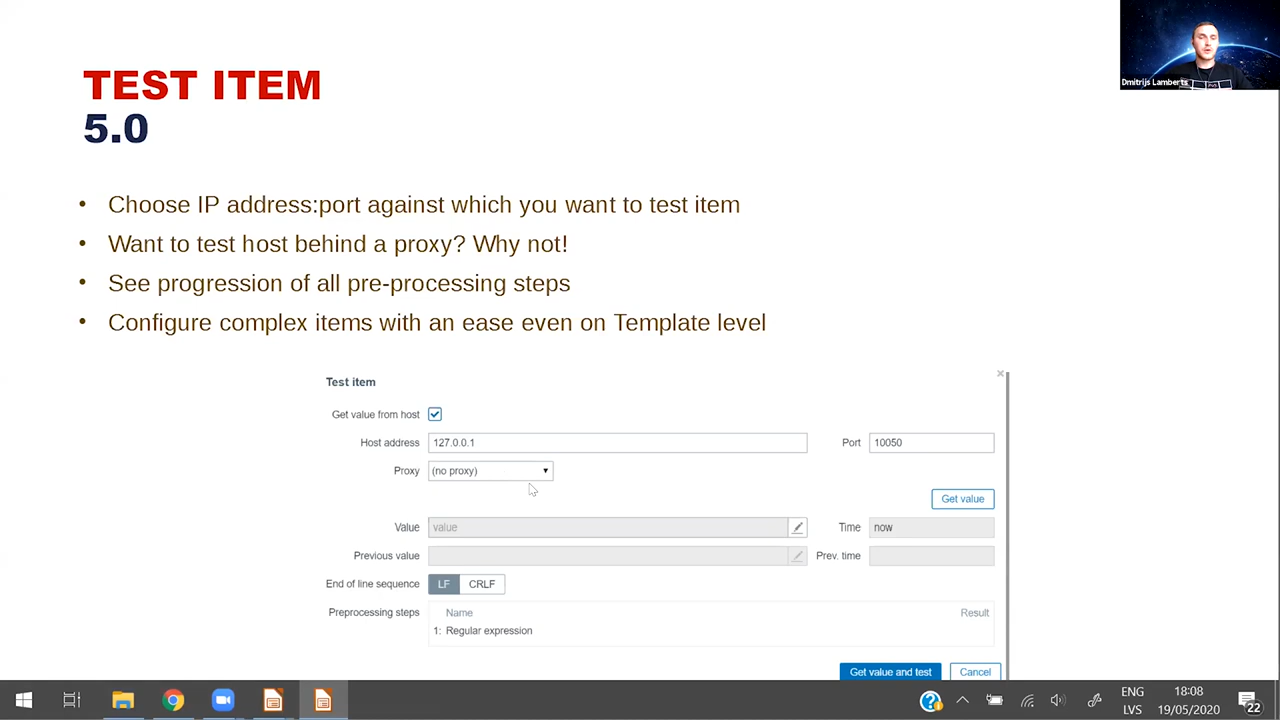 Dmitrijs Lamberts
TEST ITEM
5.0
• Choose IP address:port against which you want to test item
• Want to test host behind a proxy? Why not!
• See progression of all pre-processing steps
• Configure complex items with an ease even on Template level
Test item
Get value from host
Host address 127.0.0.1 Port 10050
Proxy (no proxy)
Get value
Value value Time now
Previous value Prev. time
End of line sequence LF CRLF
Preprocessing steps Name Result
1: Regular expression
Get value and test Cancel
ENG 18:08
LVS 19/05/2020 22